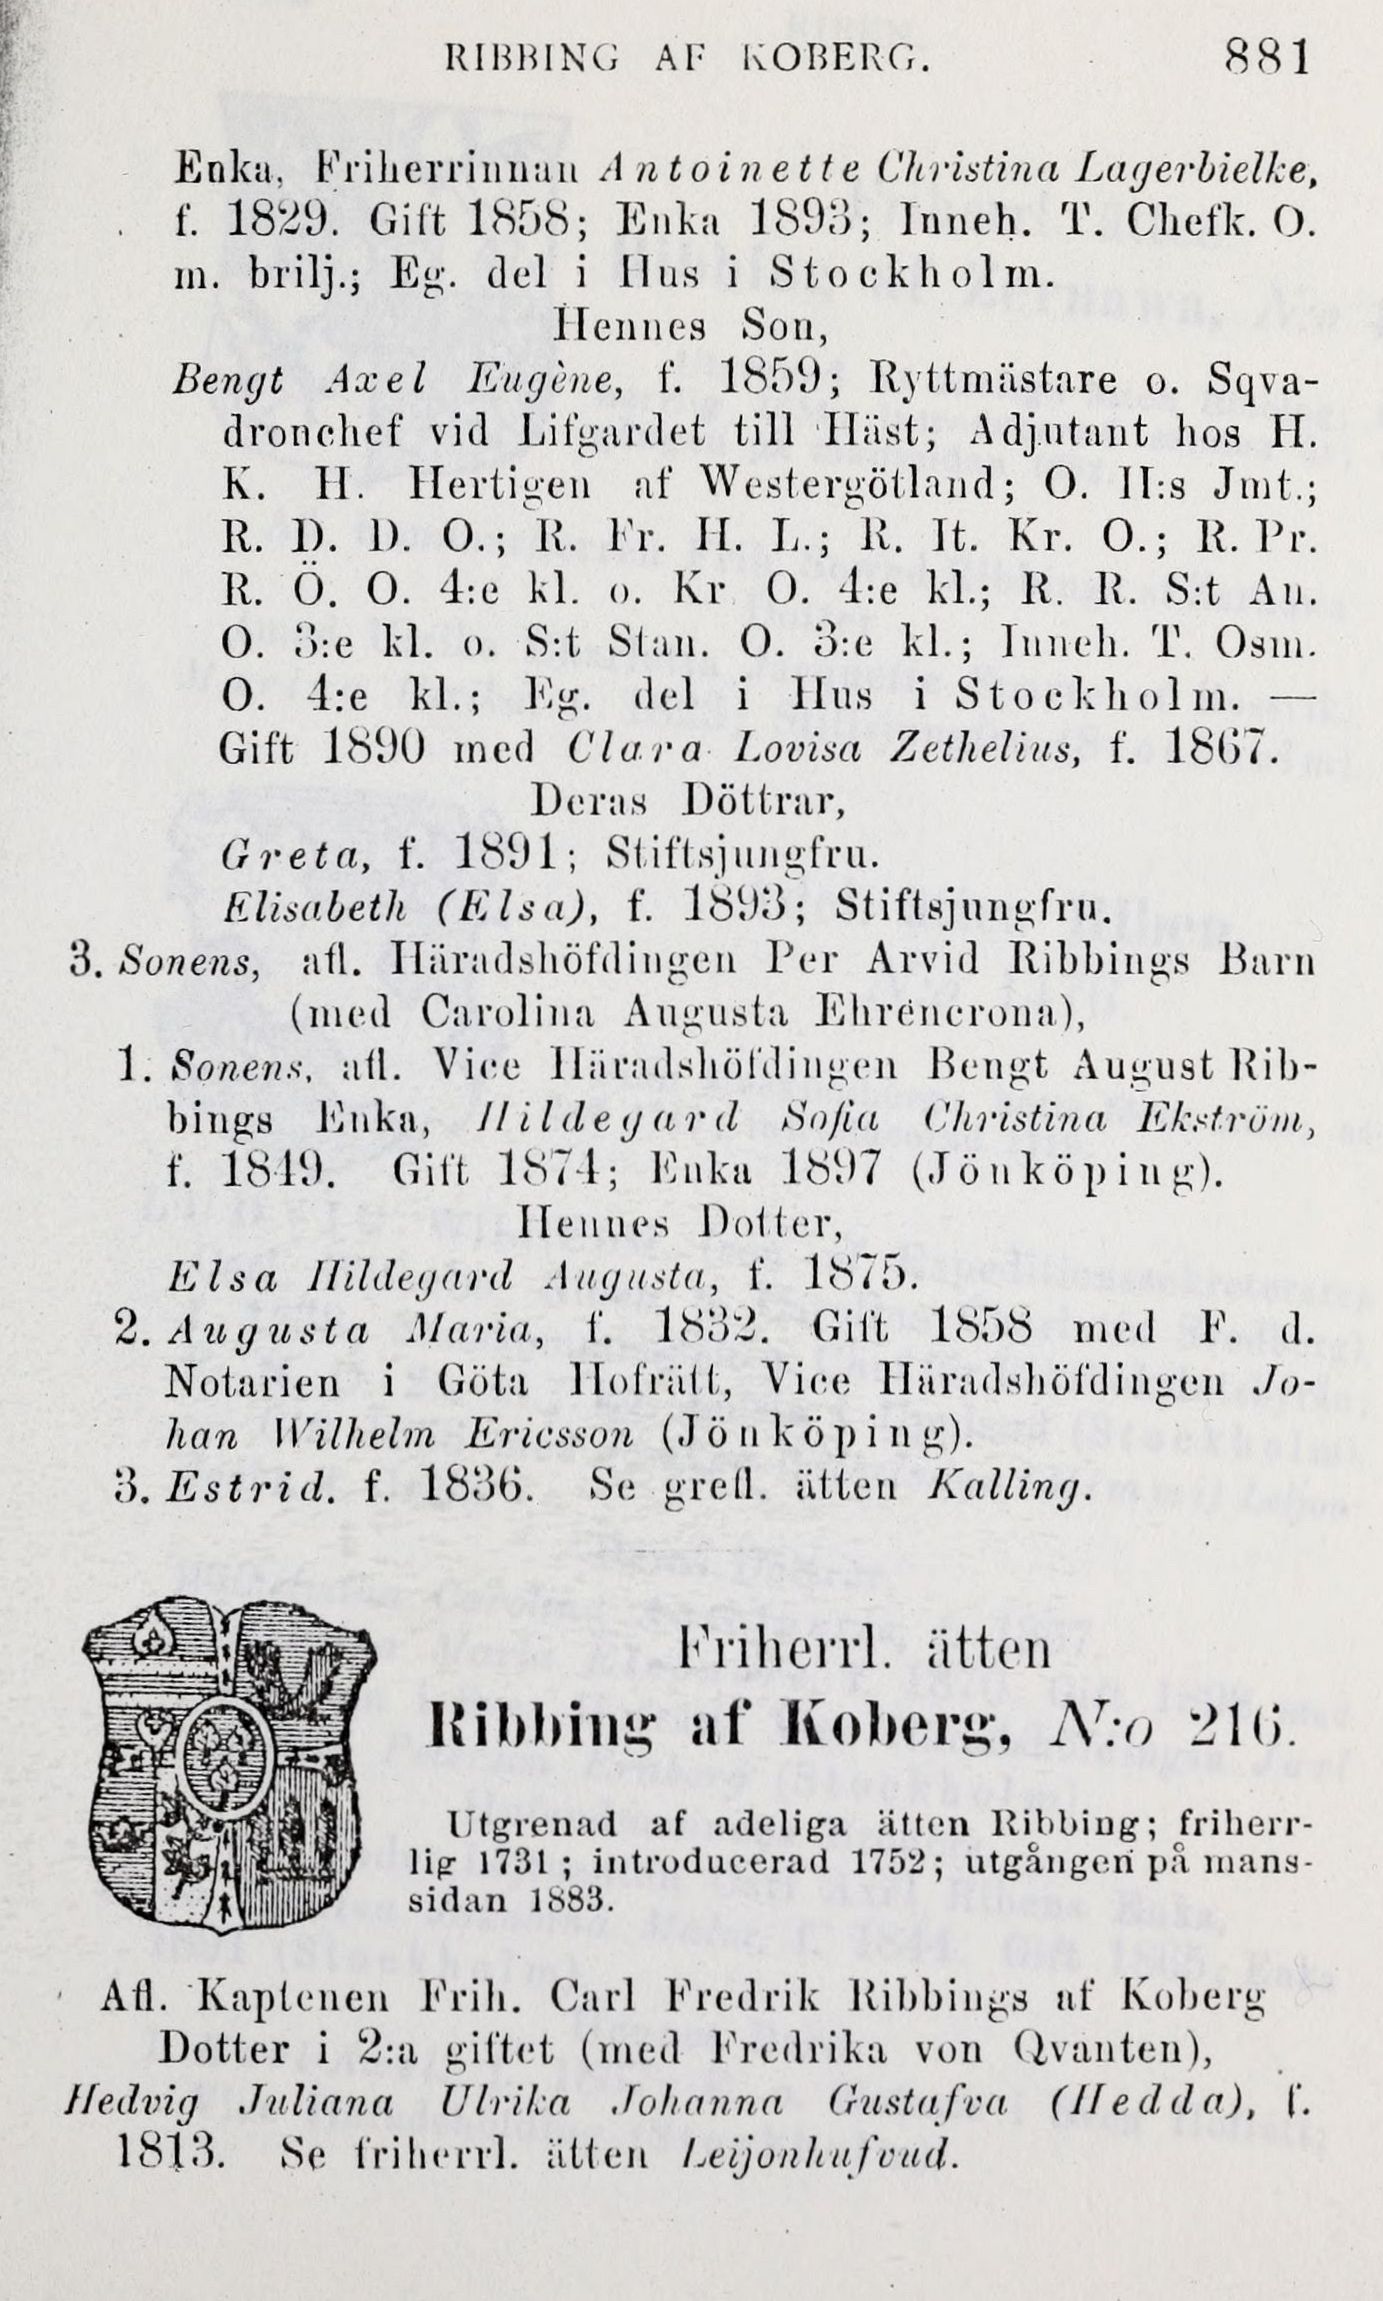 RIBBING AF KOBERG. 881
Enka, Friherrinnan Antoinette Christina Lagerbielke,
f. 1829. Gift 1858; Enka 1893; Inneh. T. Chefk. O.
m. brilj.; Eg. del i Hus i Stockholm.
Hennes Son,
Bengt Axel Eugène, f. 1859; Ryttmästare o. Sqva-
dronchef vid Lifgardet till Häst; Adjutant hos H.
K. H. Hertigen af Westergötland; O. II:s Jmt.;
R. D. D. O.; R. Fr. H. L.; R. It. Kr. O.; R. Pr.
R. Ö. O. 4:e kl. o. Kr. O. 4:e kl.; R. R. S:t An.
O. 3:e kl. o. S:t Stan. O. 3:e kl.; Inneh. T. Osm.
O. 4:e kl.; Eg. del i Hus i Stockholm. —
Gift 1890 med Clara Lovisa Zethelius, f. 1867.
Deras Döttrar,
Greta, f. 1891; Stiftsjungfru.
Elisabeth (Elsa), f. 1893; Stiftsjungfru.
3. Sonens, afl. Häradshöfdingen Per Arvid Ribbings Barn
(med Carolina Augusta Ehrencrona),
1. Sonens, afl. Vice Häradshöfdingen Bengt August Rib-
bings Enka, Hildegard Sofia Christina Ekström,
f. 1849. Gift 1874; Enka 1897 (Jönköping).
Hennes Dotter,
Elsa Hildegard Augusta, f. 1875.
2. Augusta Maria, f. 1832. Gift 1858 med F. d.
Notarien i Göta Hofrätt, Vice Häradshöfdingen Jo-
han Wilhelm Ericsson (Jönköping).
3. Estrid. f. 1836. Se grefl. ätten Kalling.
Friherrl. ätten
Ribbing af Koberg, N:o 216.
Utgrenad af adeliga ätten Ribbing; friherr-
lig 1731; introducerad 1752; utgången på mans-
sidan 1883.
Afl. Kaptenen Frih. Carl Fredrik Ribbings af Koberg
Dotter i 2:a giftet (med Fredrika von Qvanten),
Hedvig Juliana Ulrika Johanna Gustafva (Hedda), f.
1813. Se friherrl. ätten Leijonhufvud.